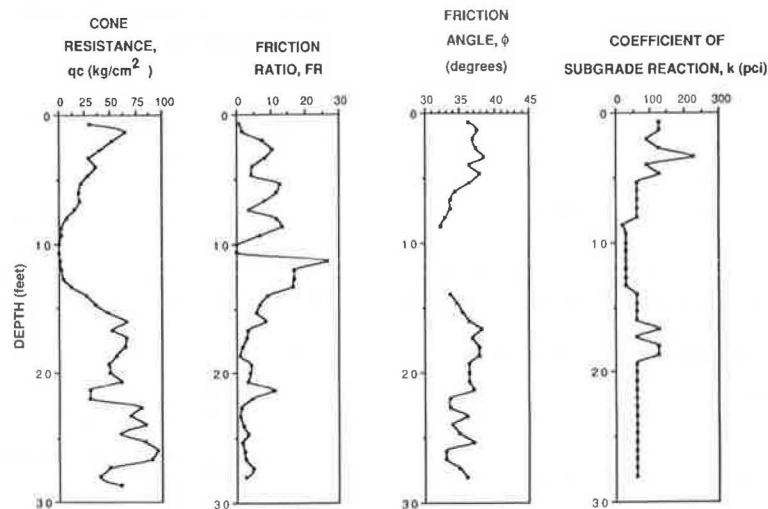 CONE
RESISTANCE,
qc (kg/cm2 )
0 25 50 75 100
FRICTION
RATIO, FR
0 10 20 30
FRICTION
ANGLE, ϕ
(degrees)
30 35 40 45
COEFFICIENT OF
SUBGRADE REACTION, k (pci)
0 100 200 300
DEPTH (feet)
0
10
20
30
0
10
20
30
0
10
20
30
0
10
20
30